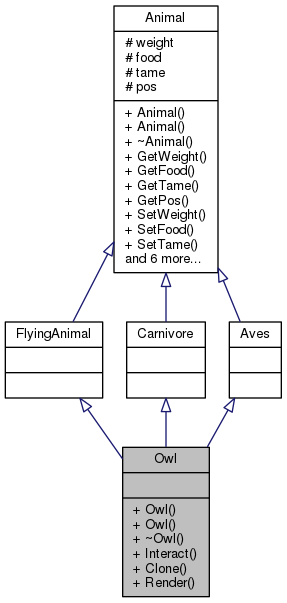 Animal
# weight
# food
# tame
# pos
+ Animal()
+ Animal()
+ ~Animal()
+ GetWeight()
+ GetFood()
+ GetTame()
+ GetPos()
+ SetWeight()
+ SetFood()
+ SetTame()
and 6 more...
FlyingAnimal
Carnivore
Aves
Owl
+ Owl()
+ Owl()
+ ~Owl()
+ Interact()
+ Clone()
+ Render()